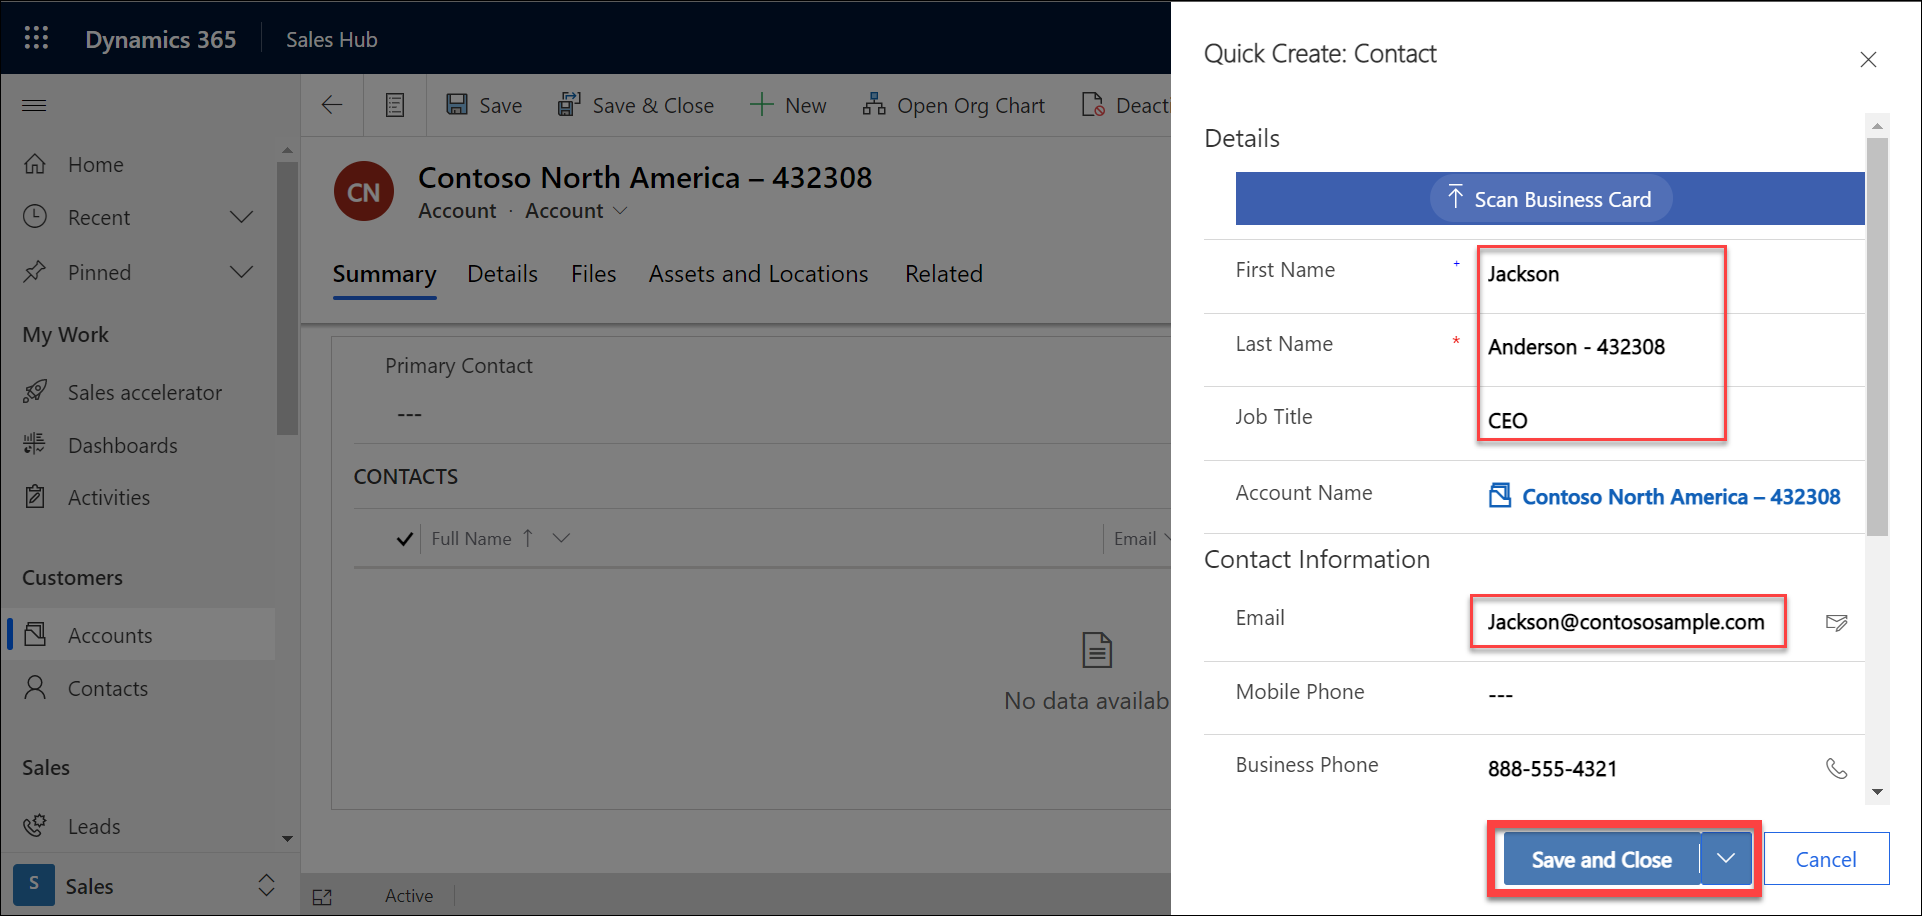 Dynamics 365
Sales Hub
Home
Recent
Pinned
My Work
Sales accelerator
Dashboards
Activities
Customers
Accounts
Contacts
Sales
Leads
S
Sales
Save
Save & Close
New
Open Org Chart
Deacti
CN
Contoso North America – 432308
Account · Account
Summary
Details
Files
Assets and Locations
Related
Primary Contact
---
CONTACTS
Full Name
Email
No data availab
Active
Quick Create: Contact
Details
Scan Business Card
First Name + Jackson
Last Name * Anderson - 432308
Job Title CEO
Account Name Contoso North America – 432308
Contact Information
Email Jackson@contososample.com
Mobile Phone ---
Business Phone 888-555-4321
Save and Close
Cancel